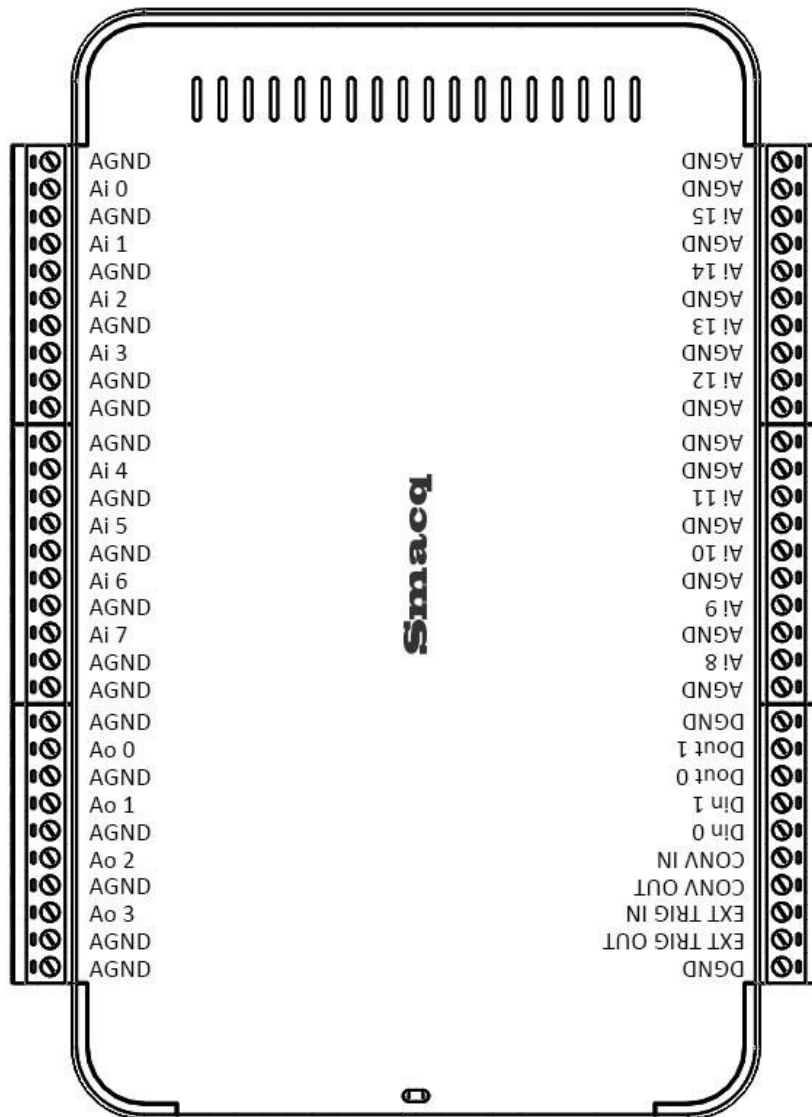 AGND
Ai 0
AGND
Ai 1
AGND
Ai 2
AGND
Ai 3
AGND
AGND
AGND
Ai 4
AGND
Ai 5
AGND
Ai 6
AGND
Ai 7
AGND
AGND
AGND
Ao 0
AGND
Ao 1
AGND
Ao 2
AGND
Ao 3
AGND
AGND
Smacq
AGND
AGND
Ai 15
AGND
Ai 14
AGND
Ai 13
AGND
Ai 12
AGND
AGND
AGND
Ai 11
AGND
Ai 10
AGND
Ai 9
AGND
Ai 8
AGND
DGND
Dout 1
Dout 0
Din 1
Din 0
CONV IN
CONV OUT
EXT TRIG IN
EXT TRIG OUT
DGND